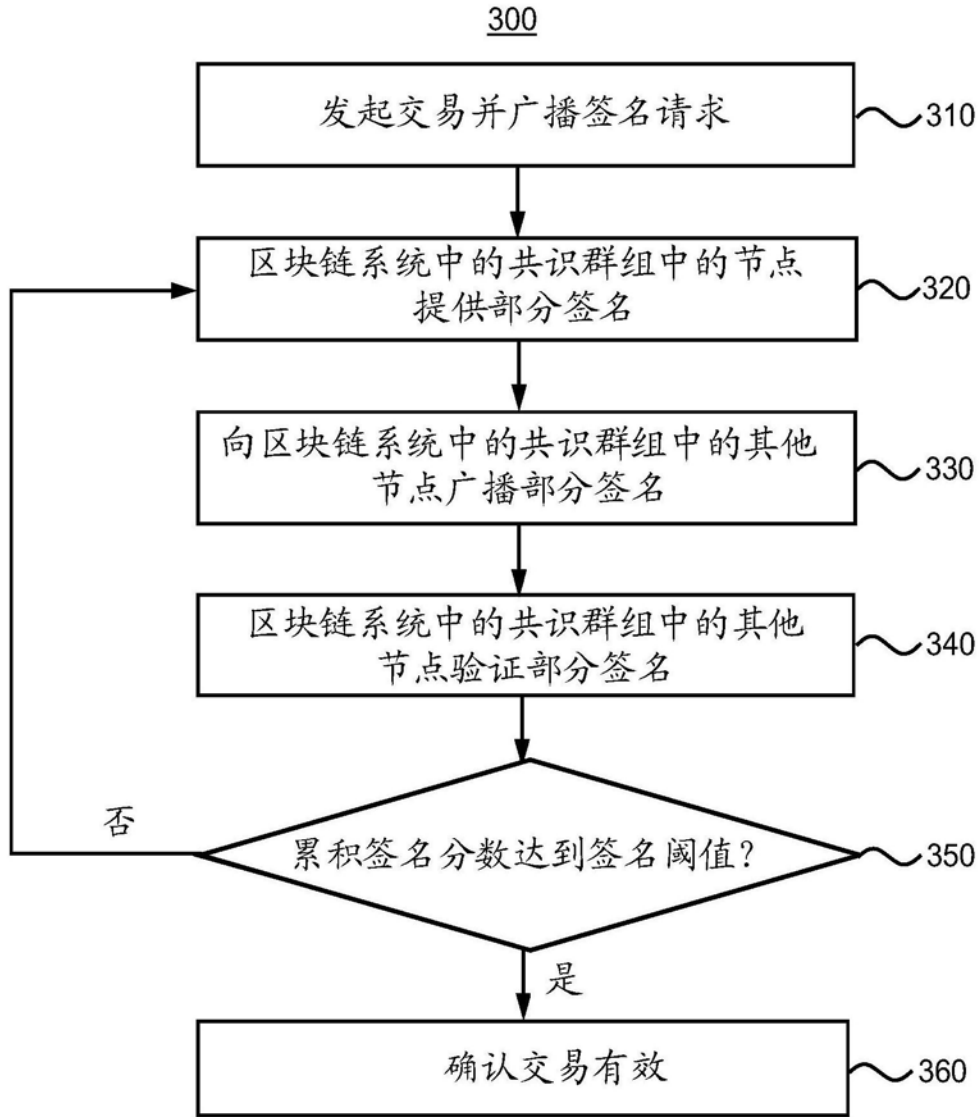 300
发起交易并广播签名请求
310
区块链系统中的共识群组中的节点
提供部分签名
320
向区块链系统中的共识群组中的其他
节点广播部分签名
330
区块链系统中的共识群组中的其他
节点验证部分签名
340
否
累积签名分数达到签名阈值?
350
是
确认交易有效
360